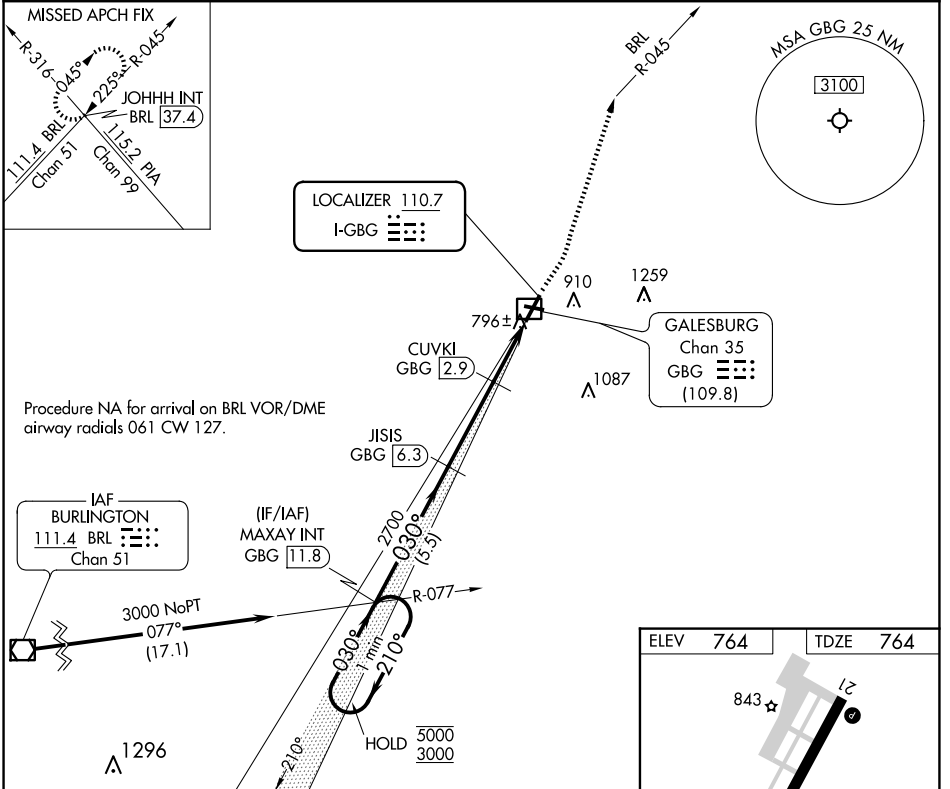 MISSED APCH FIX
R-316
045°
225°
R-045
JOHHH INT
BRL 37.4
111.4 BRL
Chan 51
115.2 PIA
Chan 99
BRL
R-045
MSA GBG 25 NM
3100
LOCALIZER 110.7
I-GBG
910
1259
796±
GALESBURG
Chan 35
GBG
(109.8)
CUVKI
GBG 2.9
1087
Procedure NA for arrival on BRL VOR/DME
airway radials 061 CW 127.
JISIS
GBG 6.3
IAF
BURLINGTON
111.4 BRL
Chan 51
(IF/IAF)
MAXAY INT
GBG 11.8
2700
030°
(5.5)
3000 NoPT
077°
(17.1)
R-077
030°
1 min
210°
HOLD 5000
3000
210°
1296
ELEV 764
TDZE 764
843
21
P